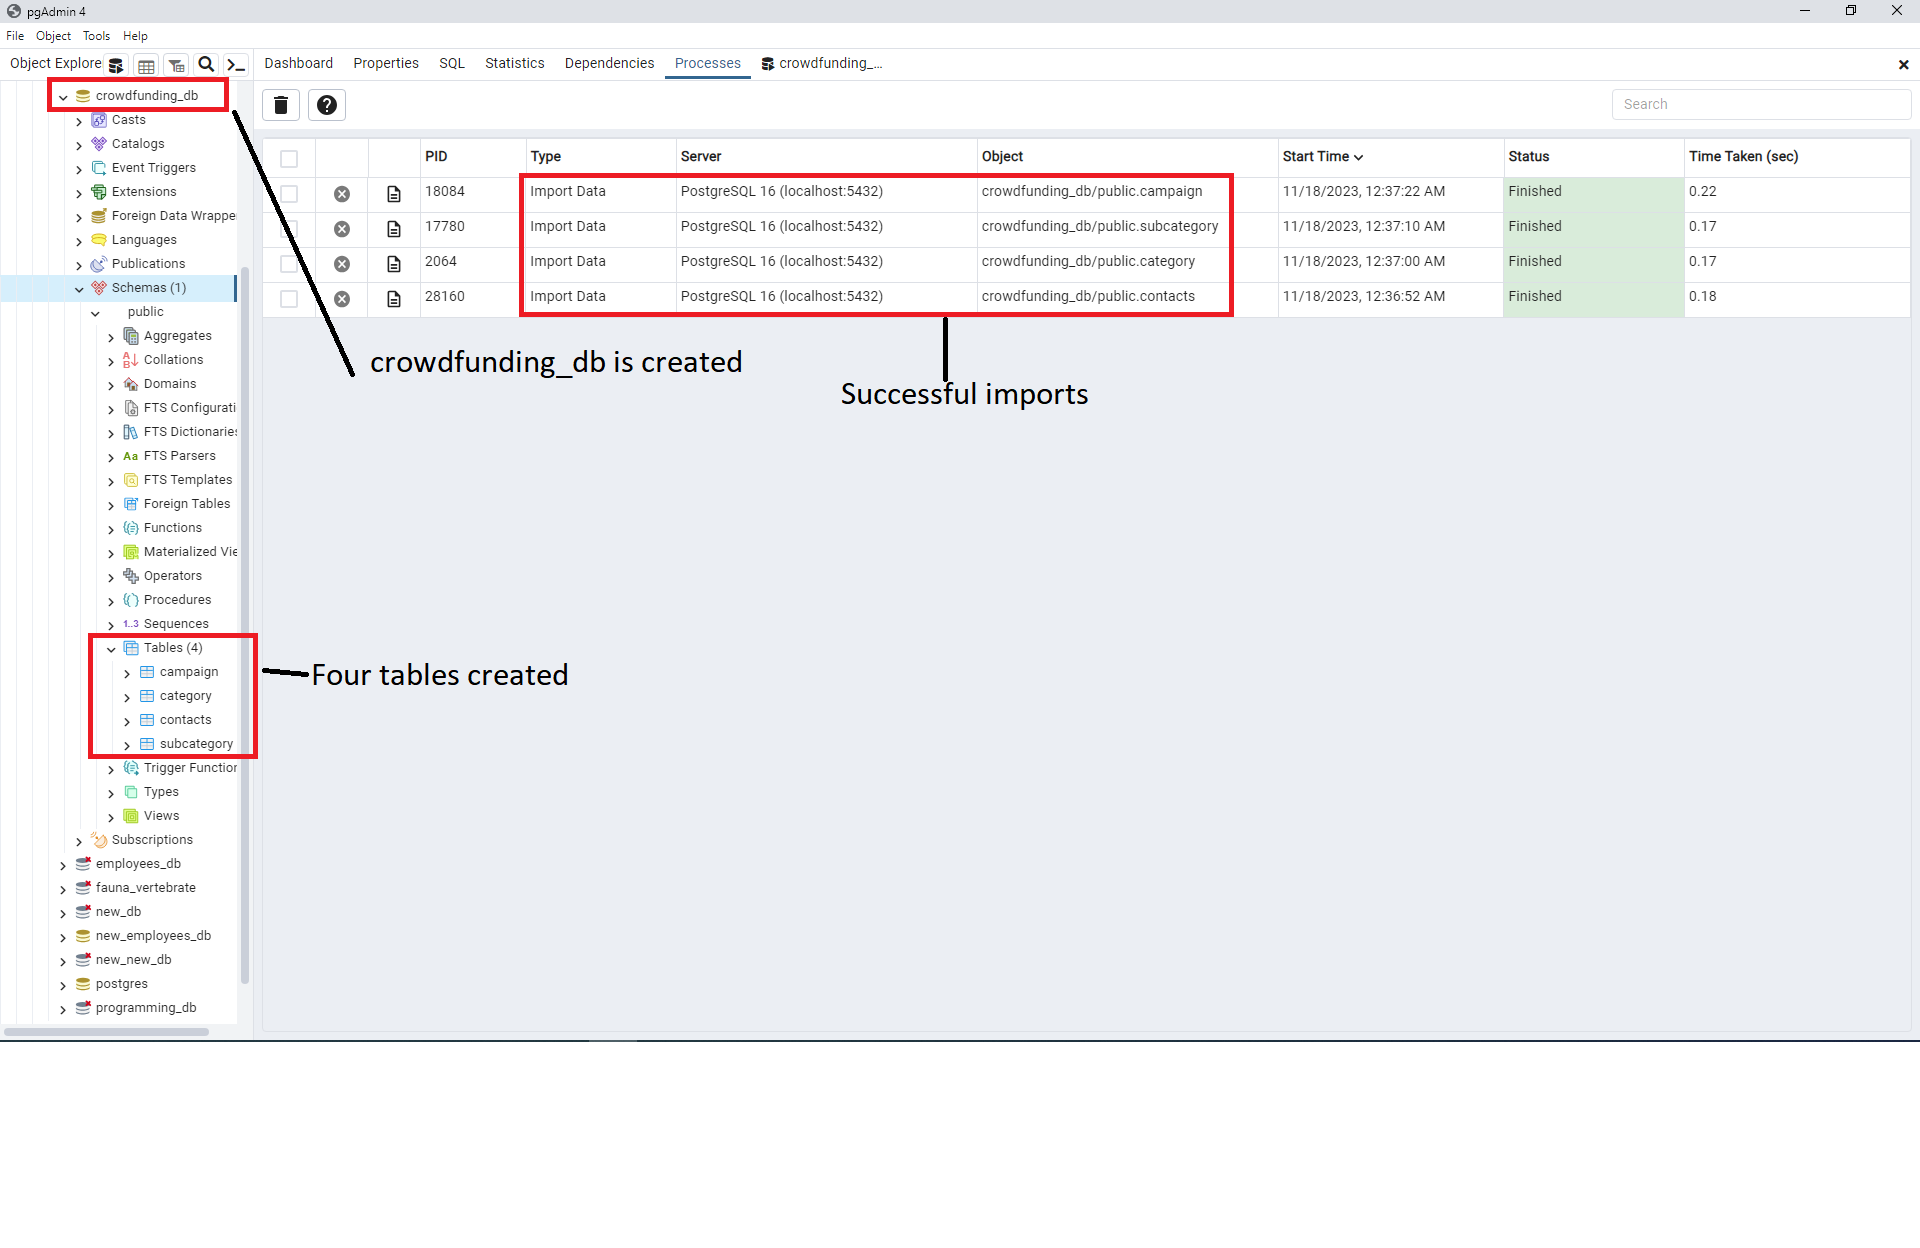 pgAdmin 4
File Object Tools Help
Object Explore
Dashboard Properties SQL Statistics Dependencies Processes crowdfunding_...
crowdfunding_db
Casts
Catalogs
Event Triggers
Extensions
Foreign Data Wrappe
Languages
Publications
Schemas (1)
public
Aggregates
Collations
Domains
FTS Configurati
FTS Dictionaries
FTS Parsers
FTS Templates
Foreign Tables
Functions
Materialized Vie
Operators
Procedures
1..3 Sequences
Tables (4)
campaign
category
contacts
subcategory
Trigger Function
Types
Views
Subscriptions
employees_db
fauna_vertebrate
new_db
new_employees_db
new_new_db
postgres
programming_db
Search
PID Type Server Object Start Time Status Time Taken (sec)
18084 Import Data PostgreSQL 16 (localhost:5432) crowdfunding_db/public.campaign 11/18/2023, 12:37:22 AM Finished 0.22
17780 Import Data PostgreSQL 16 (localhost:5432) crowdfunding_db/public.subcategory 11/18/2023, 12:37:10 AM Finished 0.17
2064 Import Data PostgreSQL 16 (localhost:5432) crowdfunding_db/public.category 11/18/2023, 12:37:00 AM Finished 0.17
28160 Import Data PostgreSQL 16 (localhost:5432) crowdfunding_db/public.contacts 11/18/2023, 12:36:52 AM Finished 0.18
crowdfunding_db is created
Successful imports
Four tables created